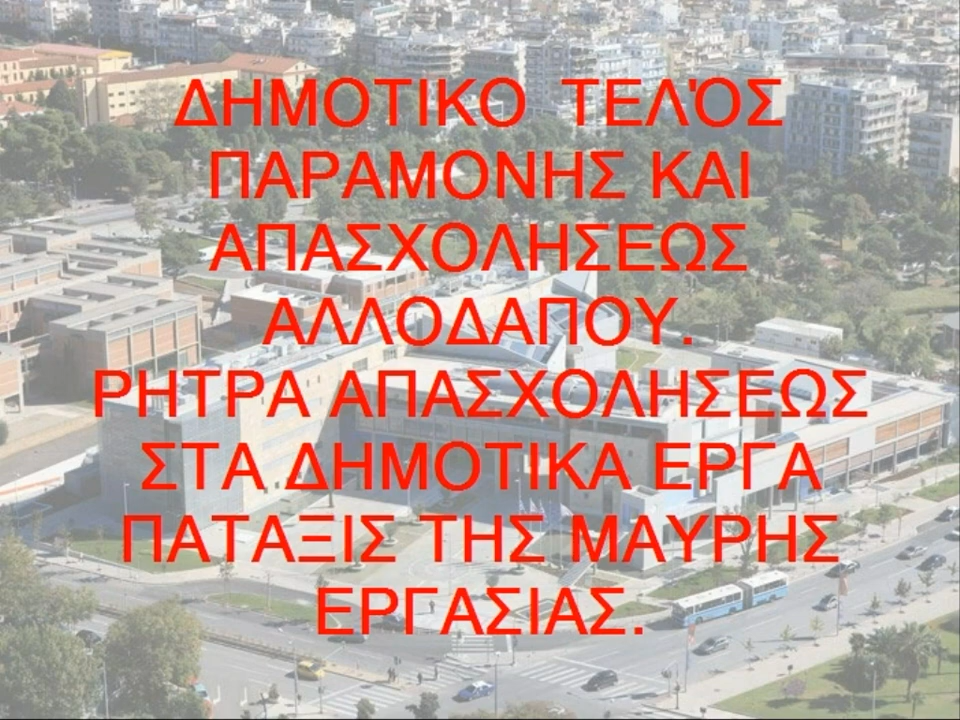 ΔΗΜΟΤΙΚΟ ΤΕΛΌΣ
ΠΑΡΑΜΟΝΗΣ ΚΑΙ
ΑΠΑΣΧΟΛΗΣΕΩΣ
ΑΛΛΟΔΑΠΟΥ.
ΡΗΤΡΑ ΑΠΑΣΧΟΛΗΣΕΩΣ
ΣΤΑ ΔΗΜΟΤΙΚΑ ΕΡΓΑ
ΠΑΤΑΞΙΣ ΤΗΣ ΜΑΥΡΗΣ
ΕΡΓΑΣΙΑΣ.